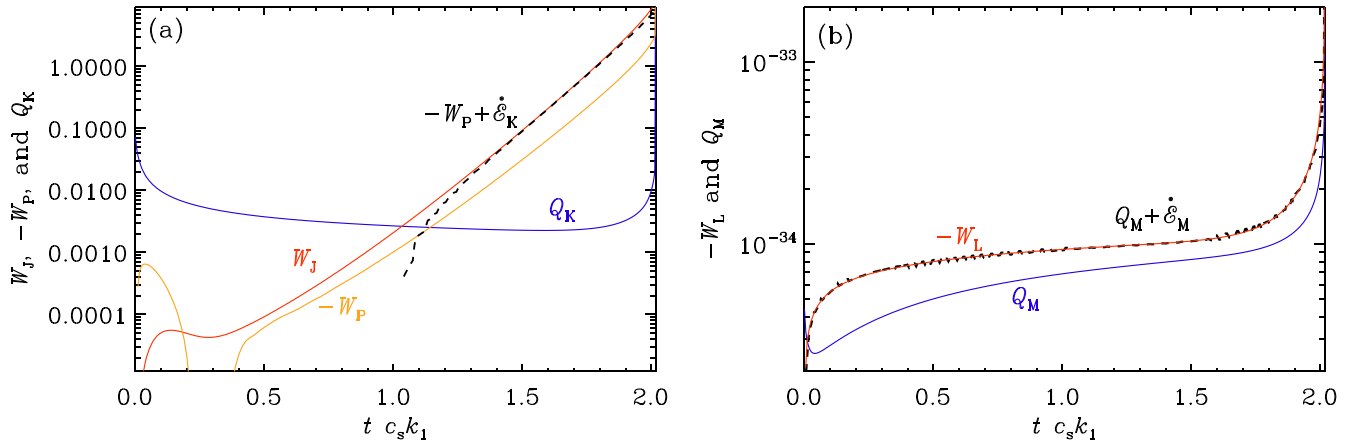 (a)
W_J, −W_P, and Q_K
1.0000
0.1000
0.0100
0.0010
0.0001
−W_P+Ė_K
Q_K
W_J
−W_P
0.0 0.5 1.0 1.5 2.0
t c_s k_1
(b)
−W_L and Q_M
10^−33
10^−34
−W_L
Q_M+Ė_M
Q_M
0.0 0.5 1.0 1.5 2.0
t c_s k_1